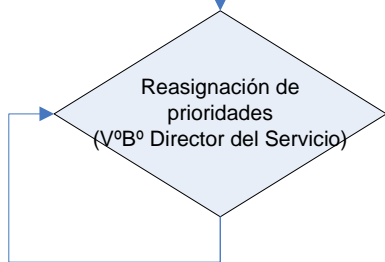 Reasignación de
prioridades
(VºBº Director del Servicio)